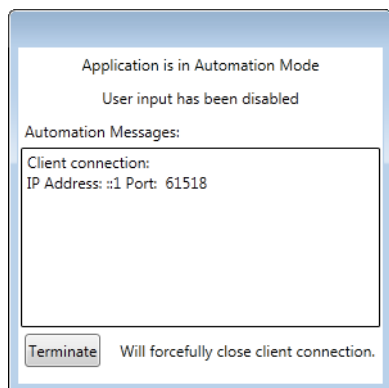 Application is in Automation Mode
User input has been disabled
Automation Messages:
Client connection:
IP Address: ::1 Port:  61518
Terminate Will forcefully close client connection.